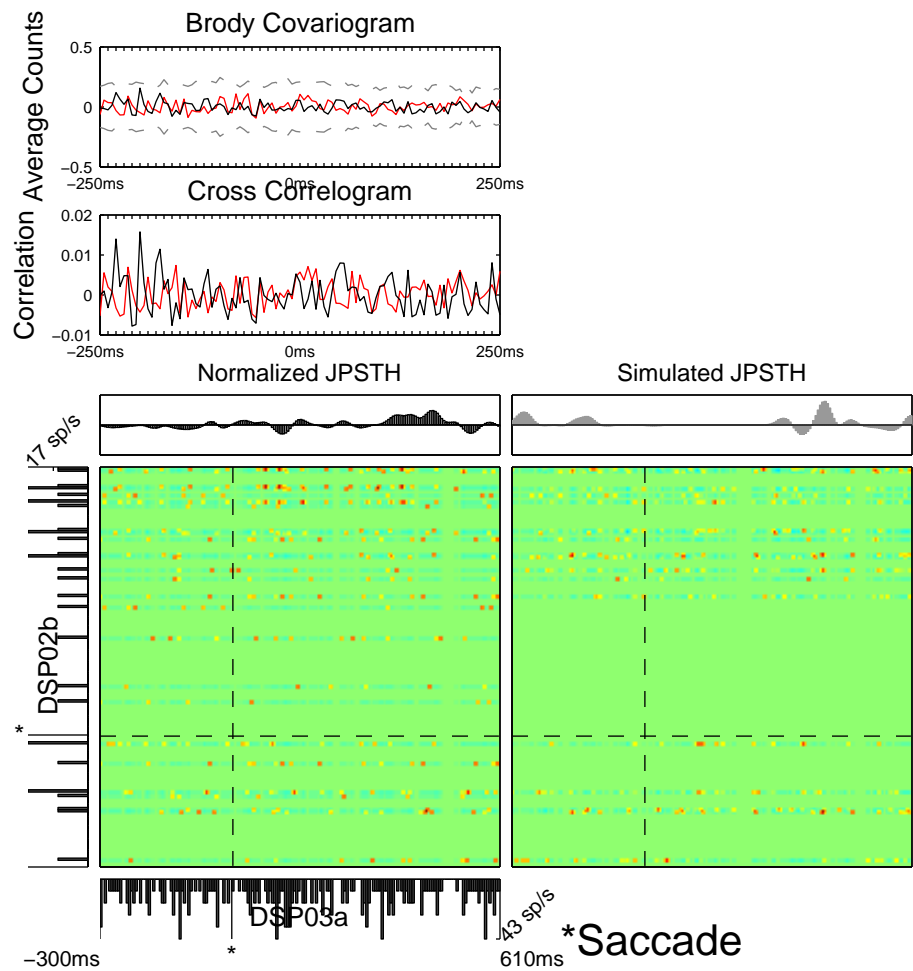 Brody Covariogram
Average Counts
0.5
0
−0.5
−250ms
0ms
250ms
Cross Correlogram
Correlation
0.02
0.01
0
−0.01
−250ms
0ms
250ms
Normalized JPSTH
Simulated JPSTH
17 sp/s
DSP02b
*
DSP03a
43 sp/s
*
*Saccade
−300ms
610ms